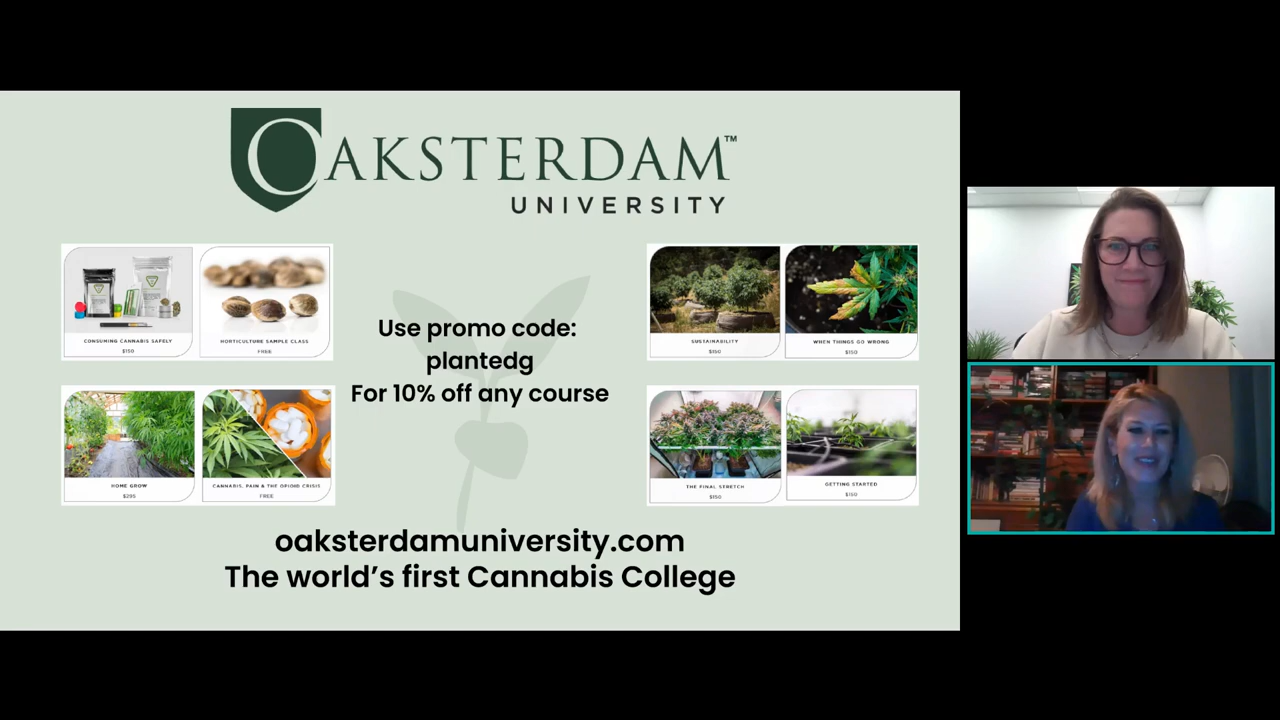 OAKSTERDAM™
UNIVERSITY
CONSUMING CANNABIS SAFELY
$150
HORTICULTURE SAMPLE CLASS
FREE
SUSTAINABILITY
$150
WHEN THINGS GO WRONG
$150
Use promo code:
plantedg
For 10% off any course
HOME GROW
$295
CANNABIS, PAIN & THE OPIOID CRISIS
FREE
THE FINAL STRETCH
$150
GETTING STARTED
$150
oaksterdamuniversity.com
The world's first Cannabis College